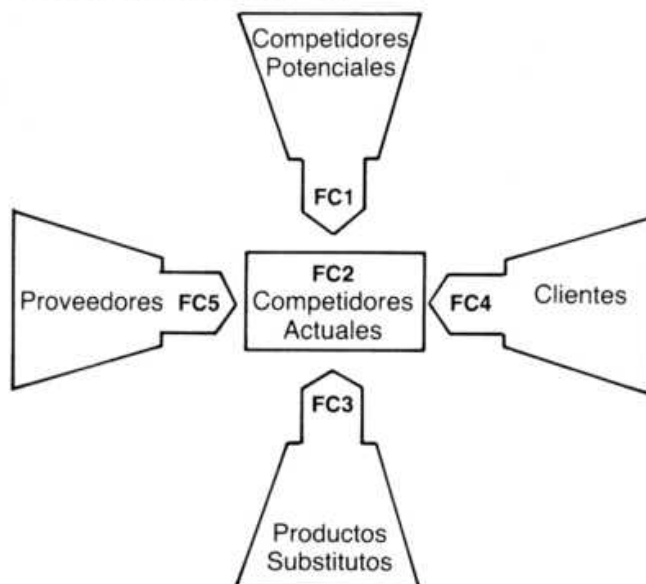 Competidores
Potenciales
FC1
Proveedores FC5
FC2
Competidores
Actuales
FC4 Clientes
FC3
Productos
Substitutos